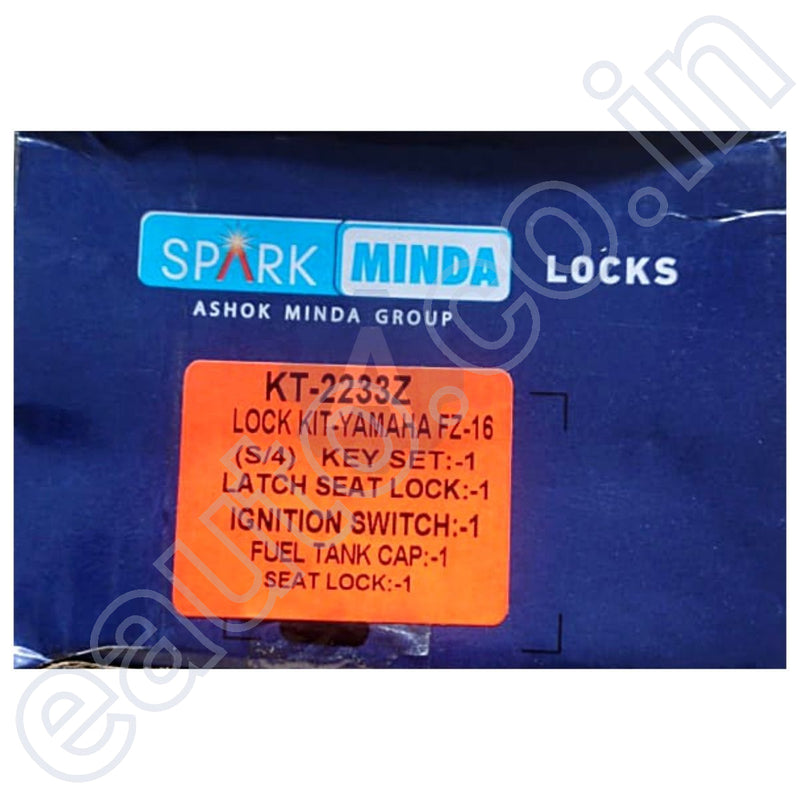 SPARK MINDA LOCKS
ASHOK MINDA GROUP
KT-2233Z
LOCK KIT-YAMAHA FZ-16
(S/4) KEY SET:-1
LATCH SEAT LOCK:-1
IGNITION SWITCH:-1
FUEL TANK CAP:-1
SEAT LOCK:-1
eauto.co.in